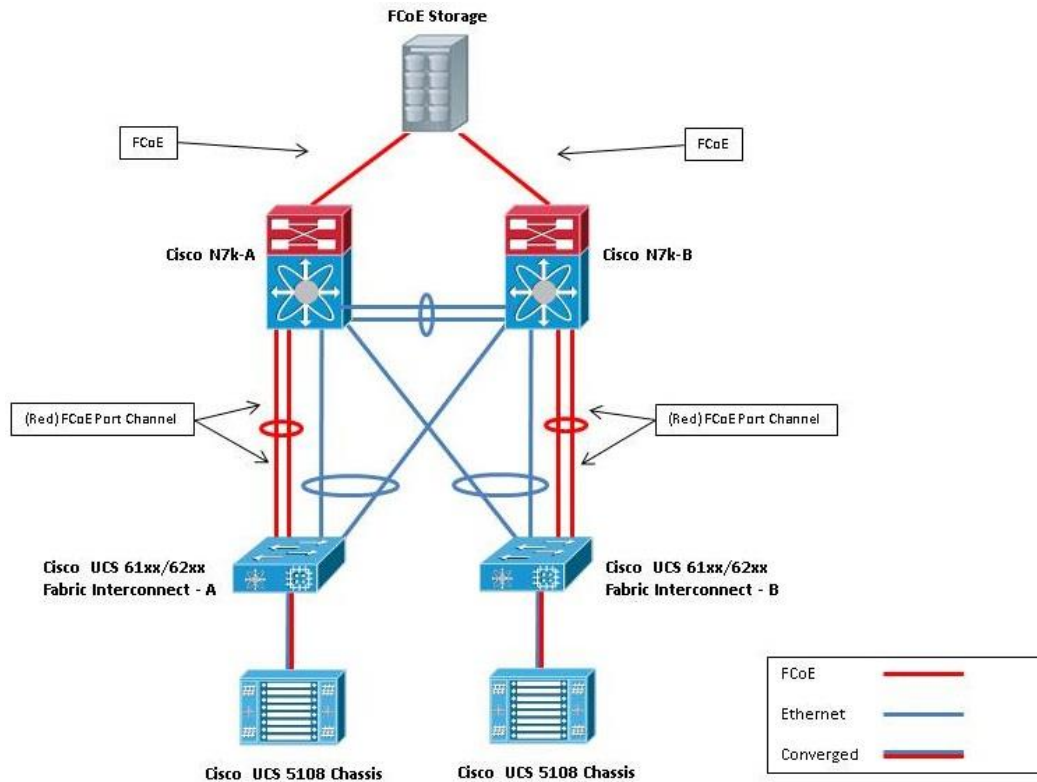 FCoE Storage
FCoE
FCoE
Cisco N7k-A
Cisco N7k-B
(Red) FCoE Port Channel
(Red) FCoE Port Channel
Cisco UCS 61xx/62xx
Fabric Interconnect - A
Cisco UCS 61xx/62xx
Fabric Interconnect - B
FCoE
Ethernet
Converged
Cisco UCS 5108 Chassis
Cisco UCS 5108 Chassis